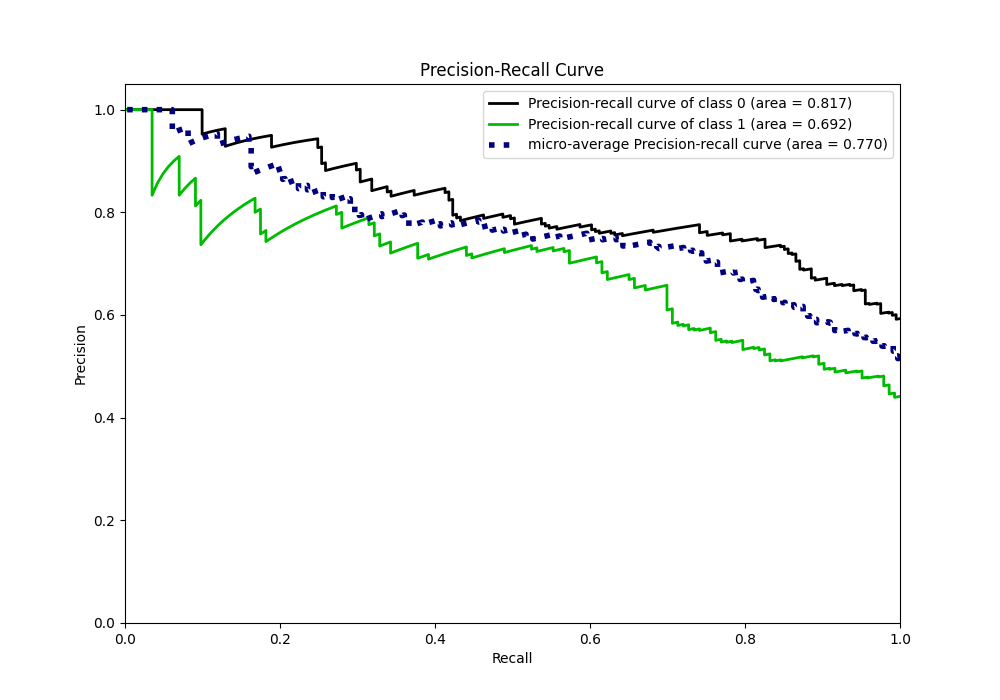 Precision-Recall Curve
Precision-recall curve of class 0 (area = 0.817)
Precision-recall curve of class 1 (area = 0.692)
micro-average Precision-recall curve (area = 0.770)
1.0
0.8
0.6
0.4
0.2
0.0
Precision
0.0 0.2 0.4 0.6 0.8 1.0
Recall